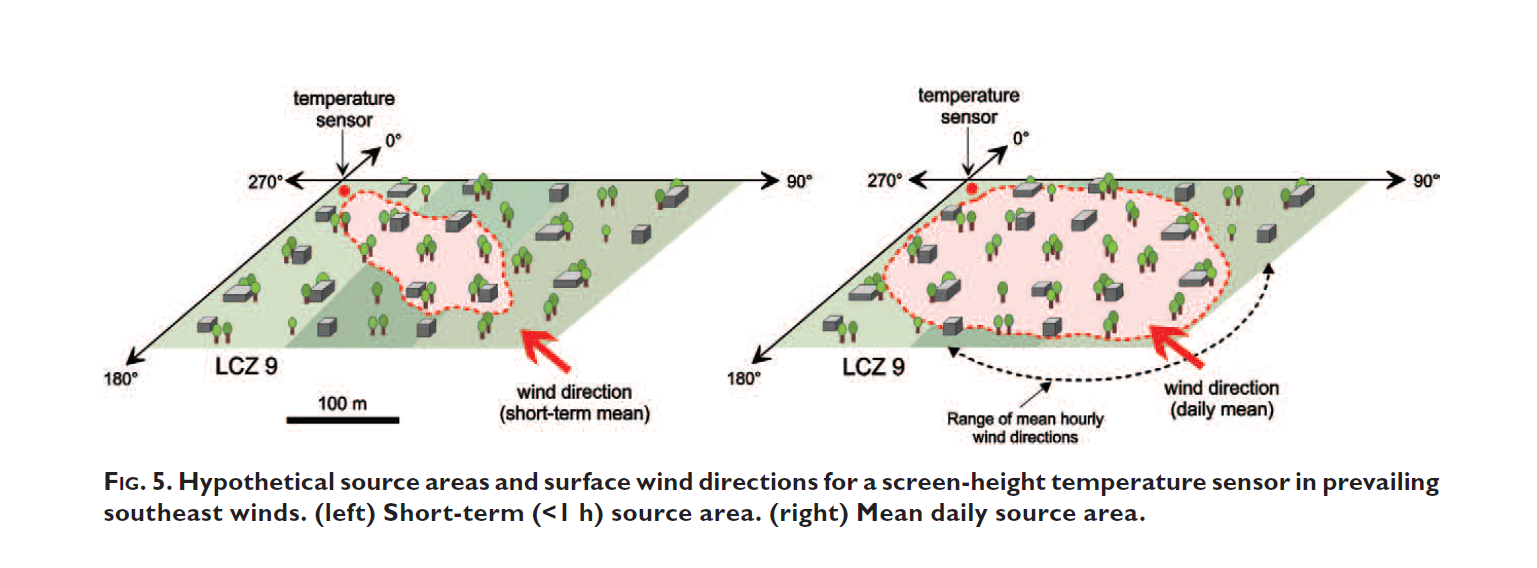 temperature
sensor
0°
270°
90°
180°
LCZ 9
100 m
wind direction
(short-term mean)
temperature
sensor
0°
270°
90°
180°
LCZ 9
Range of mean hourly
wind directions
wind direction
(daily mean)
FIG. 5. Hypothetical source areas and surface wind directions for a screen-height temperature sensor in prevailing
southeast winds. (left) Short-term (<1 h) source area. (right) Mean daily source area.